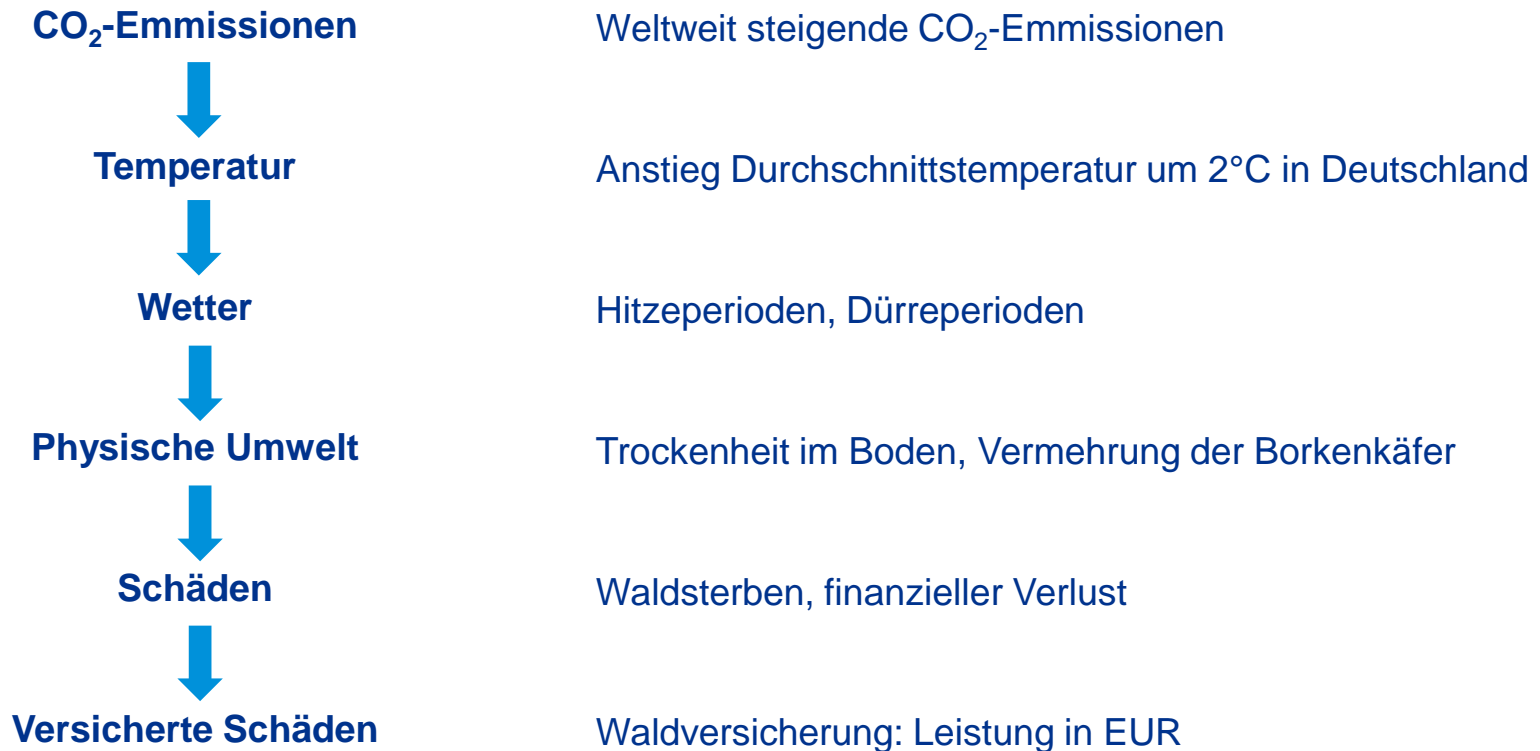 CO₂-Emmissionen Weltweit steigende CO₂-Emmissionen
Temperatur Anstieg Durchschnittstemperatur um 2°C in Deutschland
Wetter Hitzeperioden, Dürreperioden
Physische Umwelt Trockenheit im Boden, Vermehrung der Borkenkäfer
Schäden Waldsterben, finanzieller Verlust
Versicherte Schäden Waldversicherung: Leistung in EUR